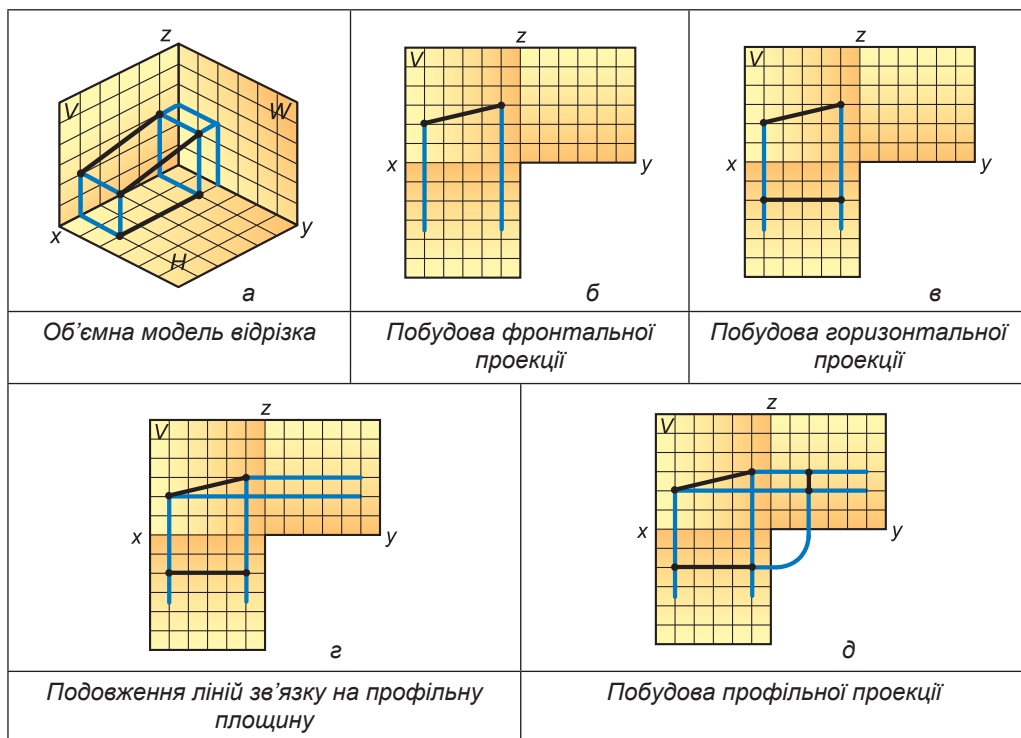 z
V
W
x
y
H
а
Об’ємна модель відрізка
z
V
x
y
б
Побудова фронтальної
проекції
z
V
x
y
в
Побудова горизонтальної
проекції
z
V
x
y
г
Подовження ліній зв’язку на профільну
площину
z
V
x
y
д
Побудова профільної проекції